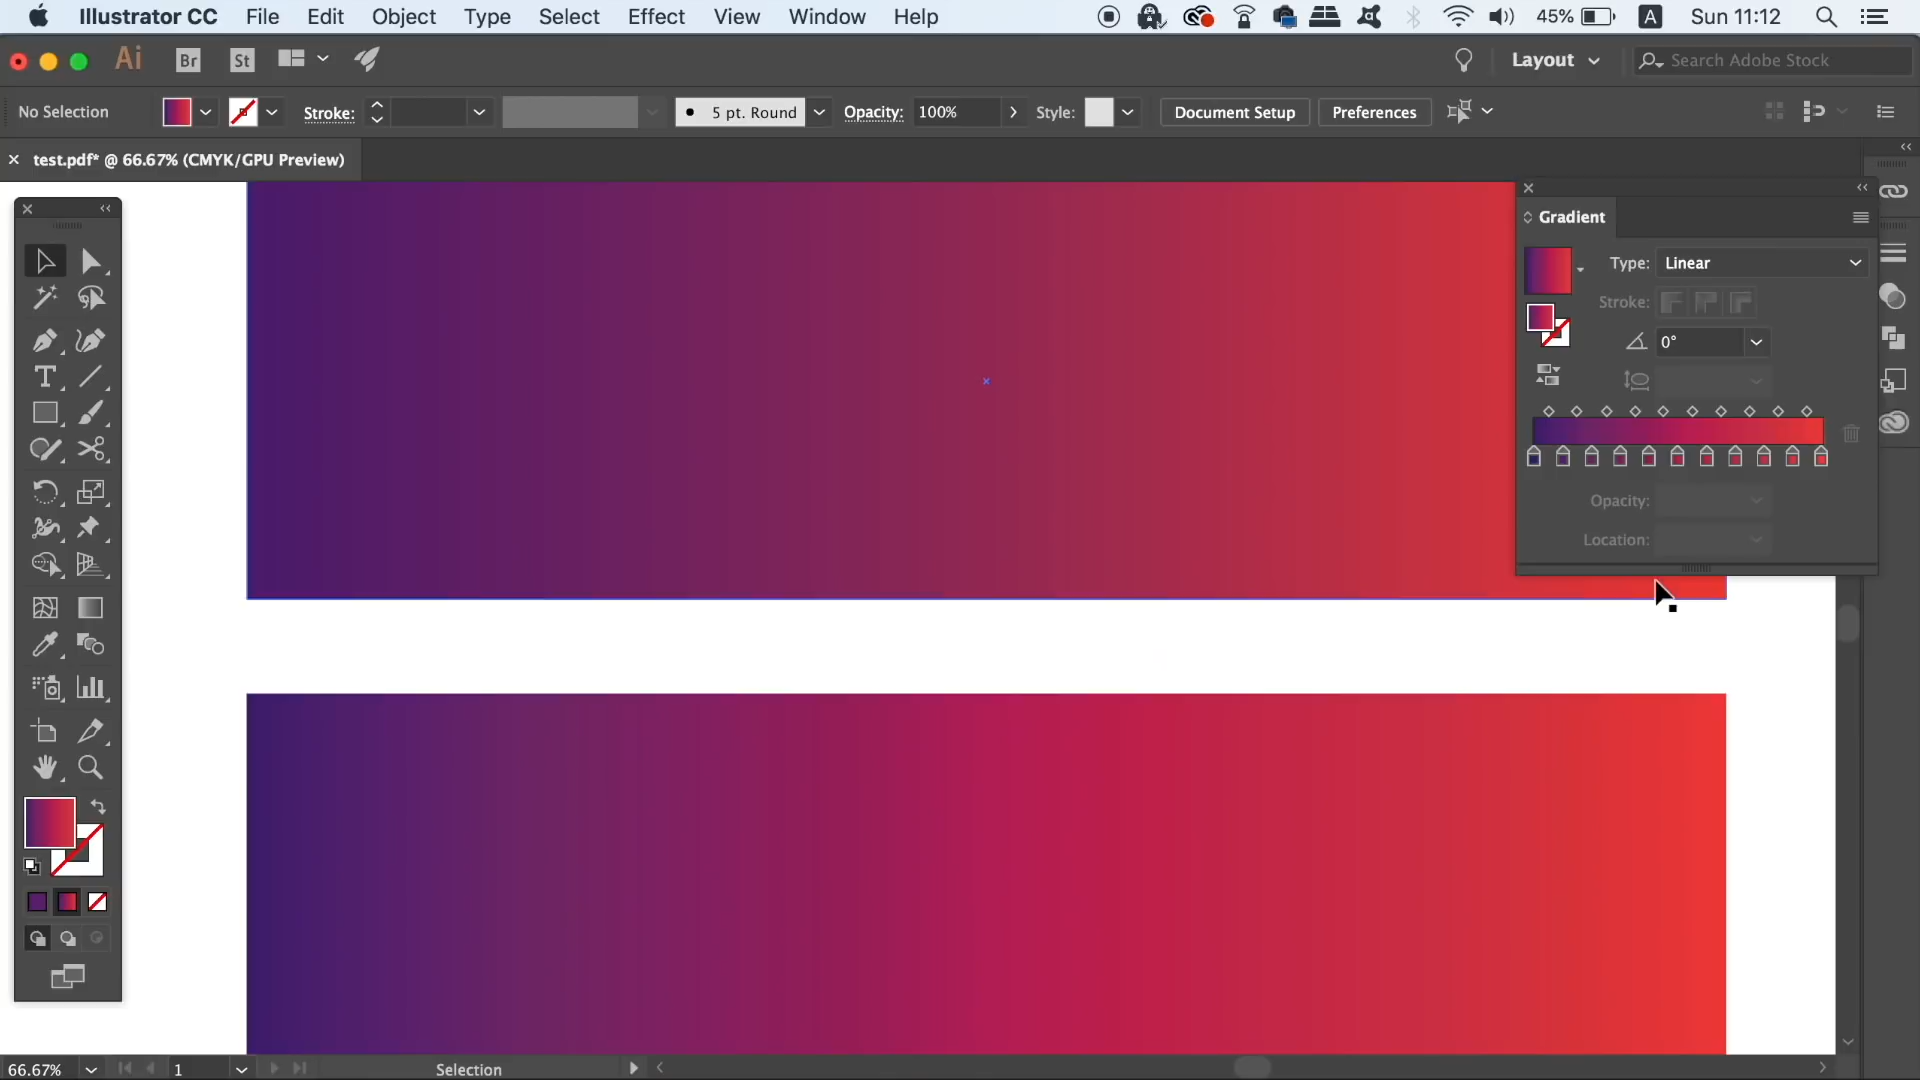 Illustrator CC File Edit Object Type Select Effect View Window Help 45% A Sun 11:12
Ai Br St Layout Search Adobe Stock
No Selection Stroke: 5 pt. Round Opacity: 100% Style: Document Setup Preferences
test.pdf* @ 66.67% (CMYK/GPU Preview)
Gradient
Type: Linear
Stroke:
0°
Opacity:
Location:
66.67% 1 Selection